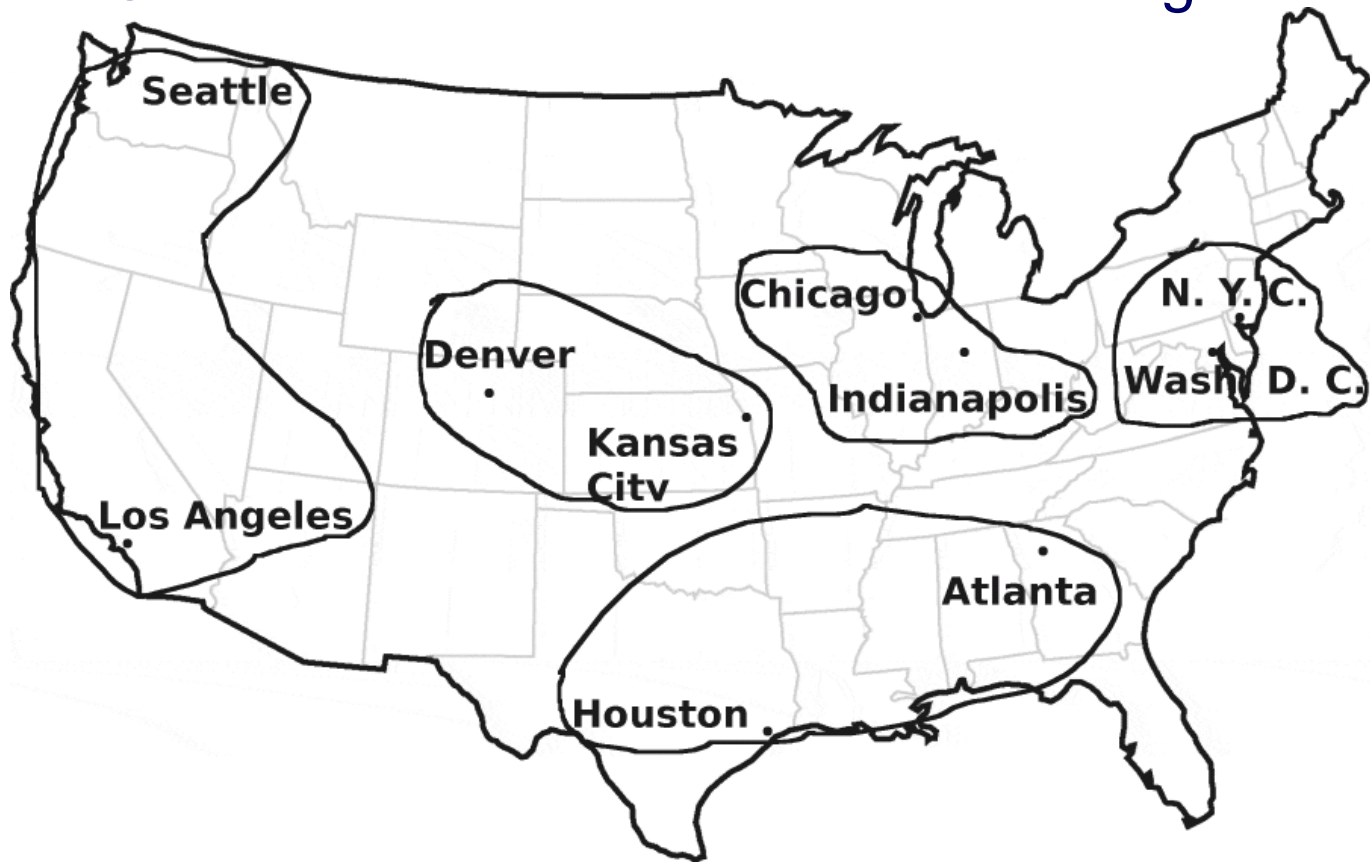 Seattle
Chicago
N. Y. C.
Denver
Wash D. C.
Indianapolis
Kansas
City
Los Angeles
Atlanta
Houston